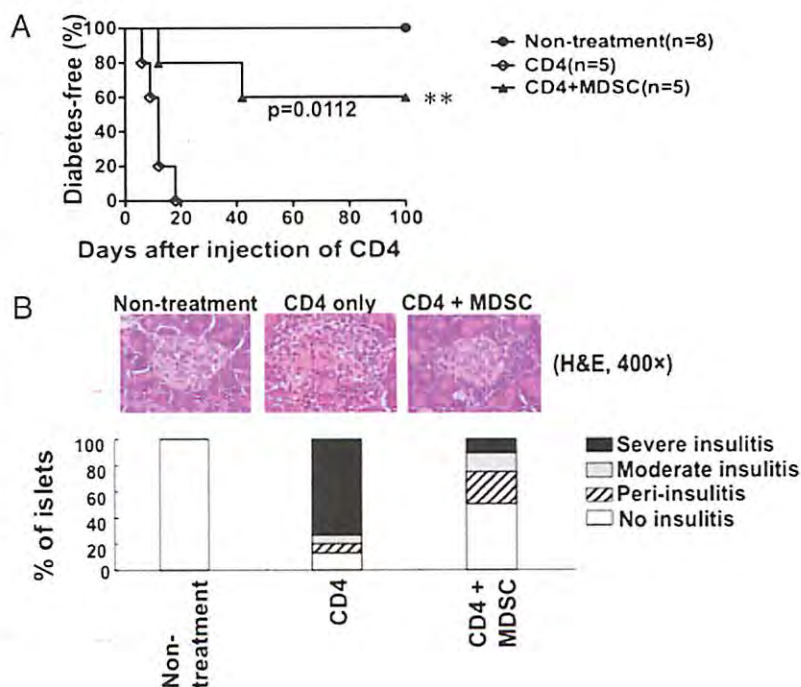 A
Diabetes-free (%)
100
80
60
40
20
0
0 20 40 60 80 100
Days after injection of CD4
p=0.0112
**
Non-treatment(n=8)
CD4(n=5)
CD4+MDSC(n=5)
B
Non-treatment CD4 only CD4 + MDSC
(H&E, 400×)
% of islets
100
80
60
40
20
0
Non-
treatment
CD4
CD4 +
MDSC
Severe insulitis
Moderate insulitis
Peri-insulitis
No insulitis